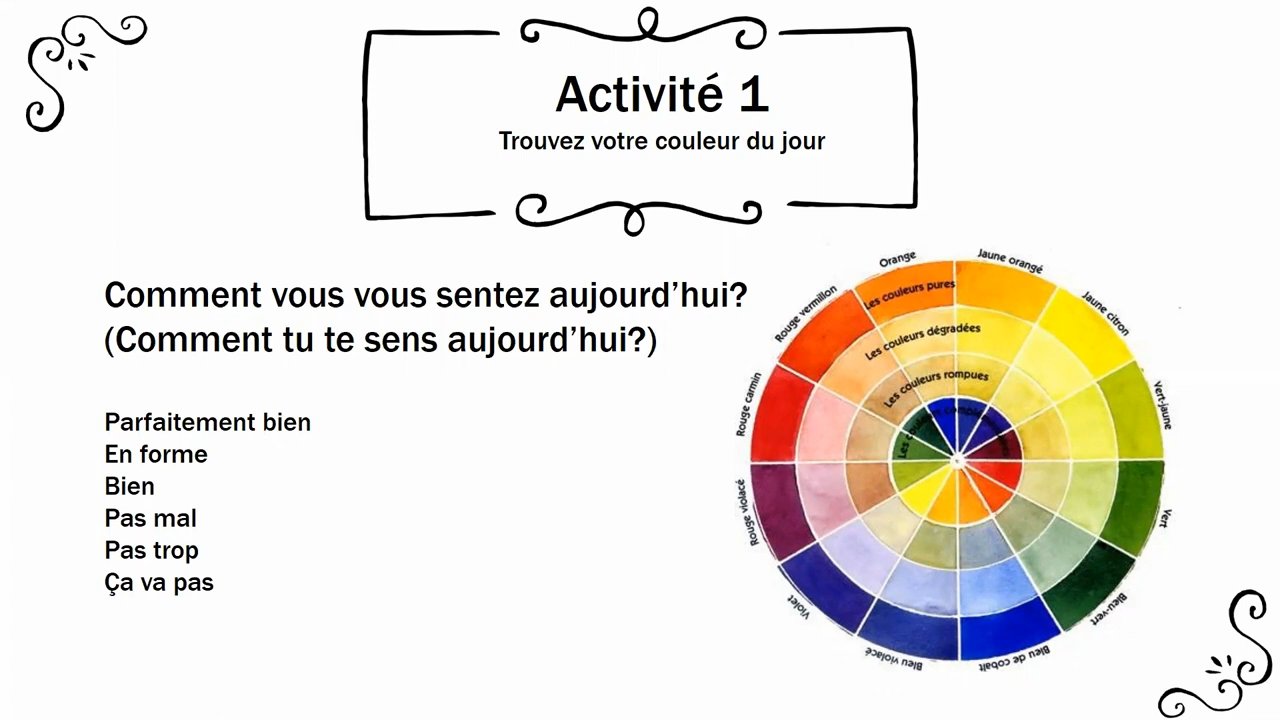 Activité 1
Trouvez votre couleur du jour
Comment vous vous sentez aujourd'hui?
(Comment tu te sens aujourd'hui?)
Parfaitement bien
En forme
Bien
Pas mal
Pas trop
Ça va pas
Orange
Jaune orangé
Jaune citron
Vert-jaune
Vert
Bleu-vert
Bleu de cobalt
Bleu violacé
Violet
Rouge violacé
Rouge carmin
Rouge vermillon
Les couleurs pures
Les couleurs dégradées
Les couleurs rompues
Les couleurs complémentaires